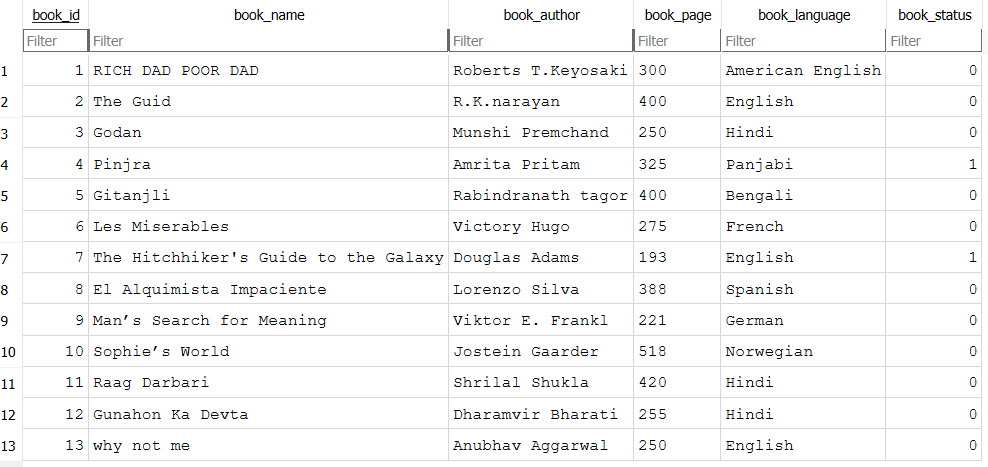 book_id book_name book_author book_page book_language book_status
Filter Filter Filter Filter Filter Filter
1 1 RICH DAD POOR DAD Roberts T.Keyosaki 300 American English 0
2 2 The Guid R.K.narayan 400 English 0
3 3 Godan Munshi Premchand 250 Hindi 0
4 4 Pinjra Amrita Pritam 325 Panjabi 1
5 5 Gitanjli Rabindranath tagor 400 Bengali 0
6 6 Les Miserables Victory Hugo 275 French 0
7 7 The Hitchhiker's Guide to the Galaxy Douglas Adams 193 English 1
8 8 El Alquimista Impaciente Lorenzo Silva 388 Spanish 0
9 9 Man’s Search for Meaning Viktor E. Frankl 221 German 0
10 10 Sophie’s World Jostein Gaarder 518 Norwegian 0
11 11 Raag Darbari Shrilal Shukla 420 Hindi 0
12 12 Gunahon Ka Devta Dharamvir Bharati 255 Hindi 0
13 13 why not me Anubhav Aggarwal 250 English 0